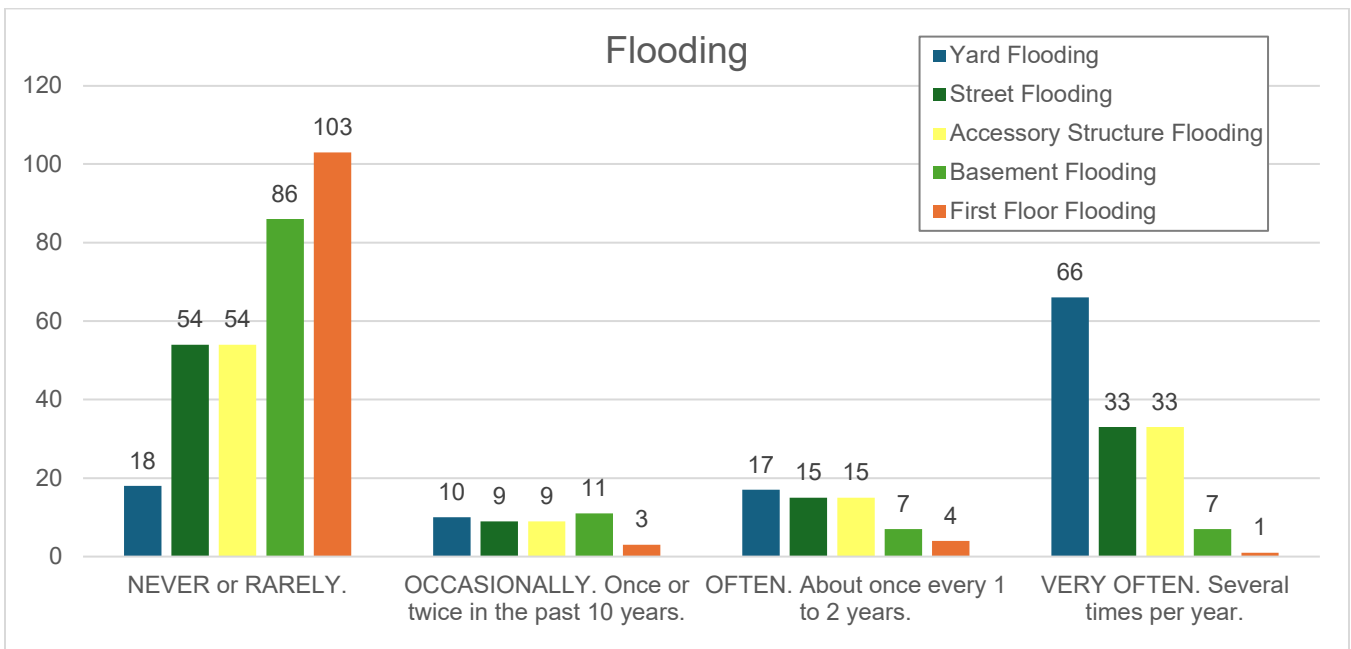 Flooding
Yard Flooding
Street Flooding
Accessory Structure Flooding
Basement Flooding
First Floor Flooding
120
100
80
60
40
20
0
18
54
54
86
103
10
9
9
11
3
17
15
15
7
4
66
33
33
7
1
NEVER or RARELY.
OCCASIONALLY. Once or
twice in the past 10 years.
OFTEN. About once every 1
to 2 years.
VERY OFTEN. Several
times per year.